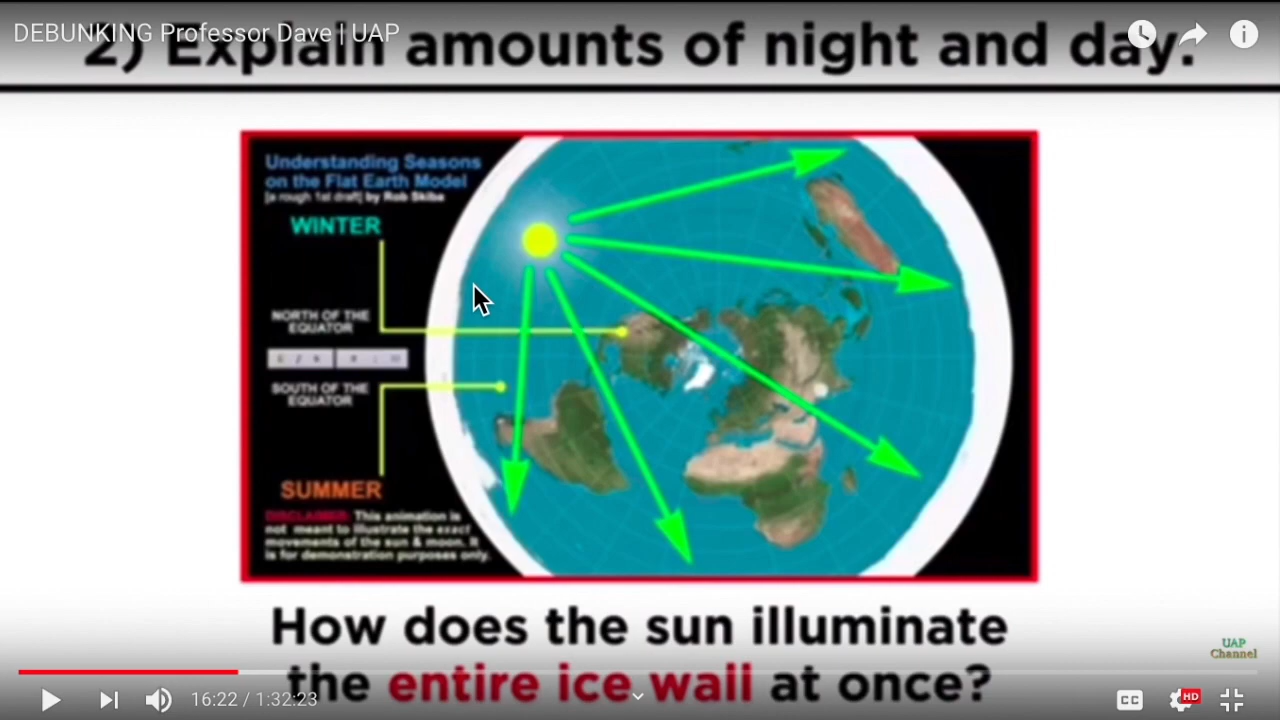 DEBUNKING Professor Dave | UAP
2) Explain amounts of night and day.
Understanding Seasons
on the Flat Earth Model
[a rough 1st draft] by Rob Skiba
WINTER
NORTH OF THE
EQUATOR
SOUTH OF THE
EQUATOR
SUMMER
DISCLAIMER: This animation is
not meant to illustrate the exact
movements of the sun & moon. It
is for demonstration purposes only.
How does the sun illuminate
the entire ice wall at once?
UAP
Channel
16:22 / 1:32:23
CC
HD